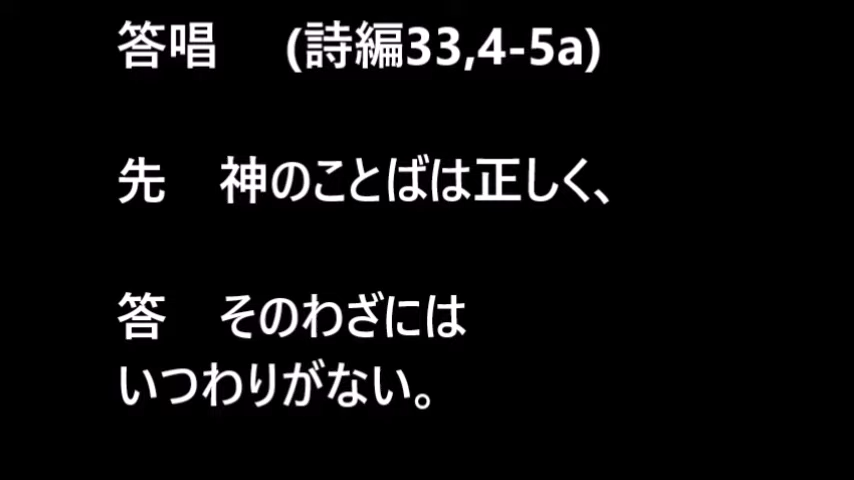 答唱　(詩編33,4-5a)
先　神のことばは正しく、
答　そのわざには
いつわりがない。